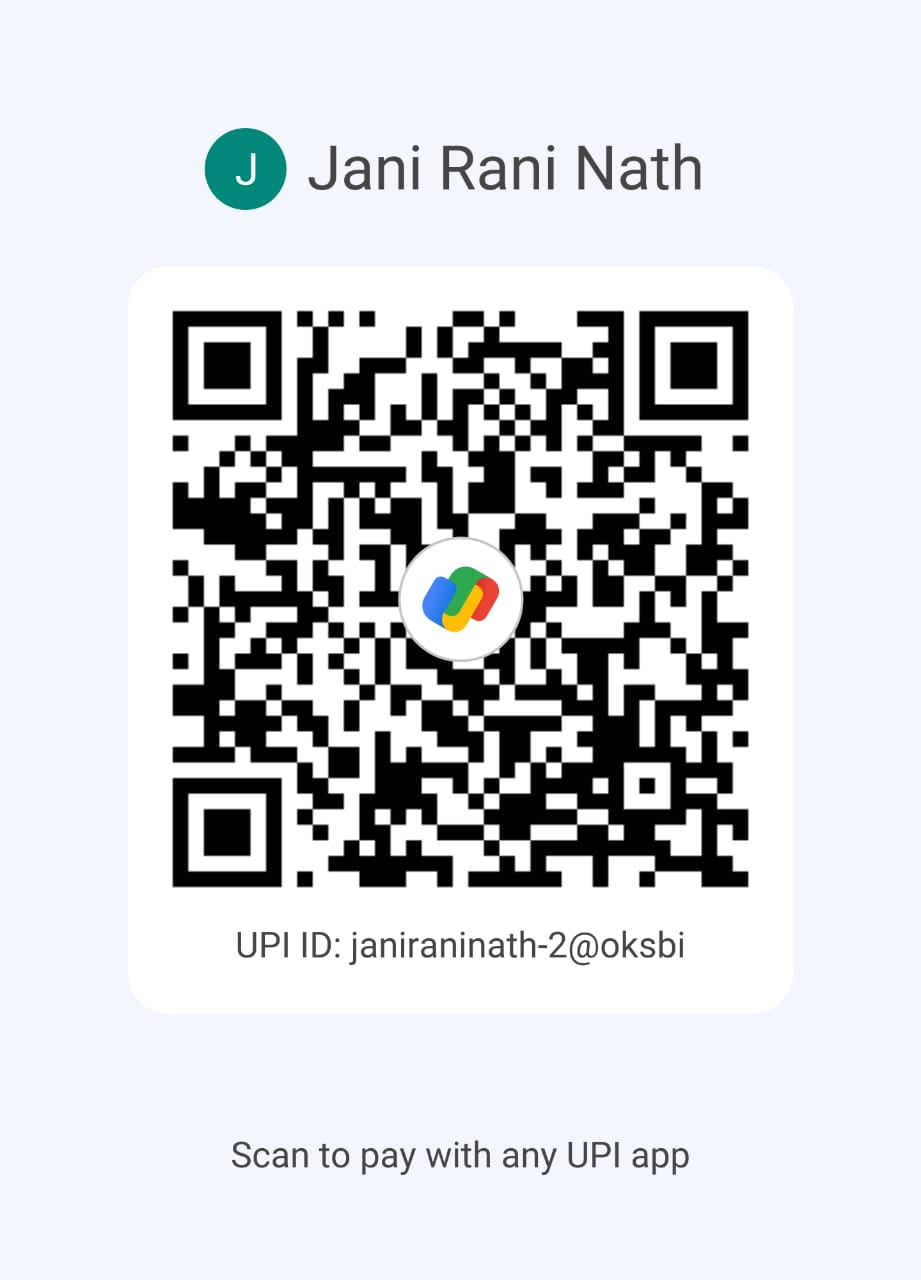 J Jani Rani Nath
UPI ID: janiraninath-2@oksbi
Scan to pay with any UPI app